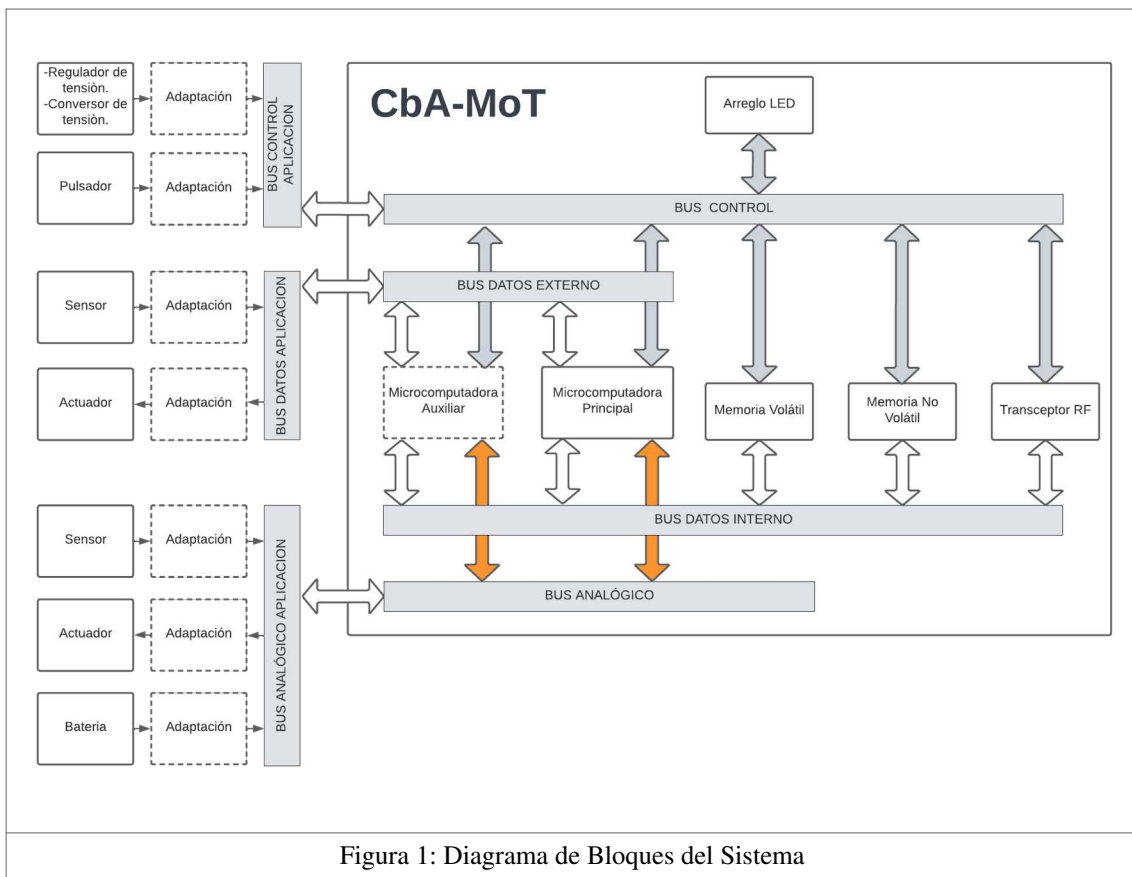 -Regulador de
tensiòn.
-Conversor de
tensiòn.
Adaptación
BUS CONTROL
APLICACION
Pulsador
Adaptación
CbA-MoT
Arreglo LED
BUS CONTROL
Sensor
Adaptación
BUS DATOS APLICACION
Actuador
Adaptación
BUS DATOS EXTERNO
Microcomputadora
Auxiliar
Microcomputadora
Principal
Memoria Volátil
Memoria No
Volátil
Transceptor RF
BUS DATOS INTERNO
Sensor
Adaptación
BUS ANALÓGICO APLICACION
BUS ANALÓGICO
Actuador
Adaptación
Bateria
Adaptación
Figura 1: Diagrama de Bloques del Sistema